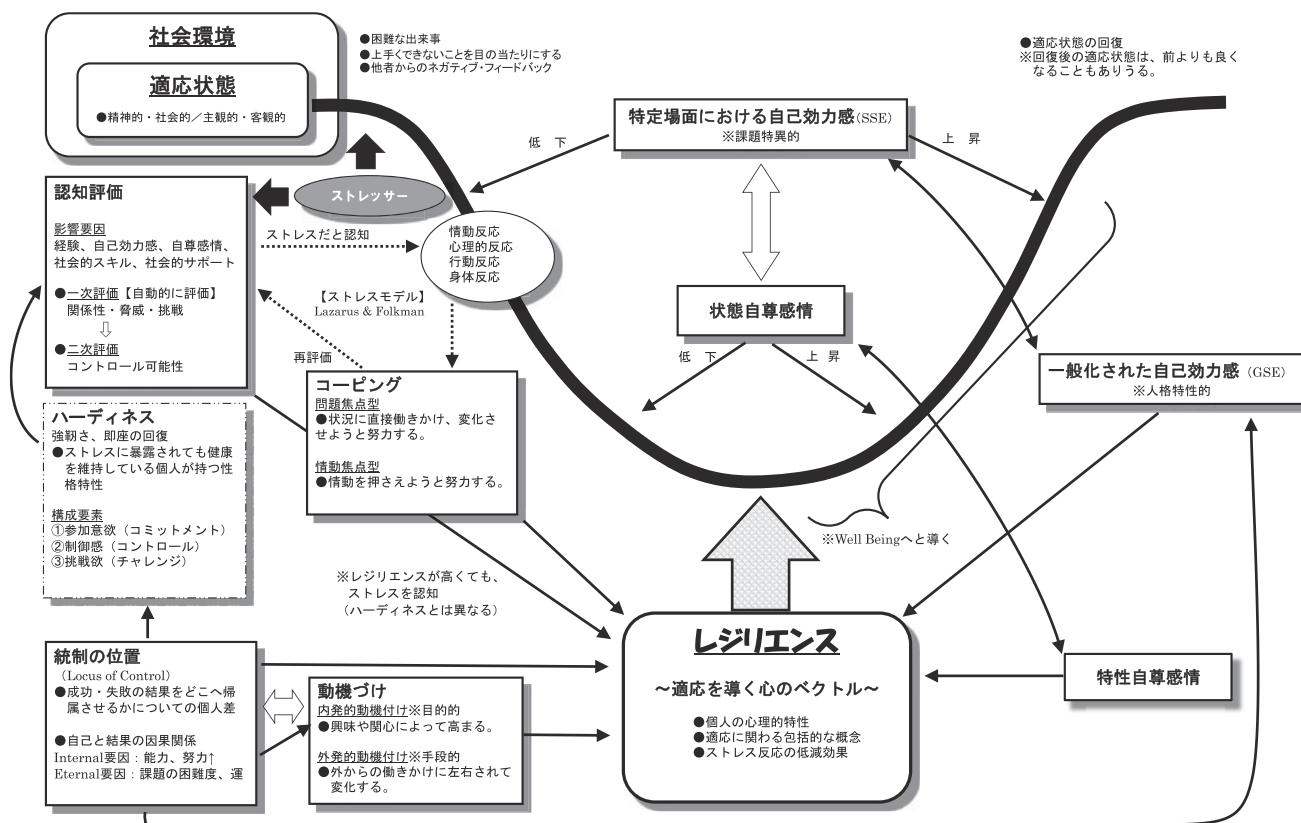 社会環境
適応状態
●精神的・社会的／主観的・客観的
●困難な出来事
●上手くできないことを目の当たりにする
●他者からのネガティブ・フィードバック
●適応状態の回復
※回復後の適応状態は、前よりも良く
なることもありうる。
特定場面における自己効力感(SSE)
※課題特異的
低 下
上 昇
ストレッサー
認知評価
影響要因
経験、自己効力感、自尊感情、
社会的スキル、社会的サポート
●一次評価【自動的に評価】
関係性・脅威・挑戦
●二次評価
コントロール可能性
ストレスだと認知
情動反応
心理的反応
行動反応
身体反応
【ストレスモデル】
Lazarus & Folkman
再評価
状態自尊感情
低 下
上 昇
一般化された自己効力感 (GSE)
※人格特性的
コーピング
問題焦点型
●状況に直接働きかけ、変化さ
せようと努力する。
情動焦点型
●情動を押さえようと努力する。
ハーディネス
強靭さ、即座の回復
●ストレスに暴露されても健康
を維持している個人が持つ性
格特性
構成要素
①参加意欲（コミットメント）
②制御感（コントロール）
③挑戦欲（チャレンジ）
※Well Beingへと導く
※レジリエンスが高くても、
ストレスを認知
（ハーディネスとは異なる）
統制の位置
（Locus of Control）
●成功・失敗の結果をどこへ帰
属させるかについての個人差
●自己と結果の因果関係
Internal要因：能力、努力↑
Eternal要因：課題の困難度、運
動機づけ
内発的動機付け※目的的
●興味や関心によって高まる。
外発的動機付け※手段的
●外からの働きかけに左右されて
変化する。
レジリエンス
～適応を導く心のベクトル～
●個人の心理的特性
●適応に関わる包括的な概念
●ストレス反応の低減効果
特性自尊感情